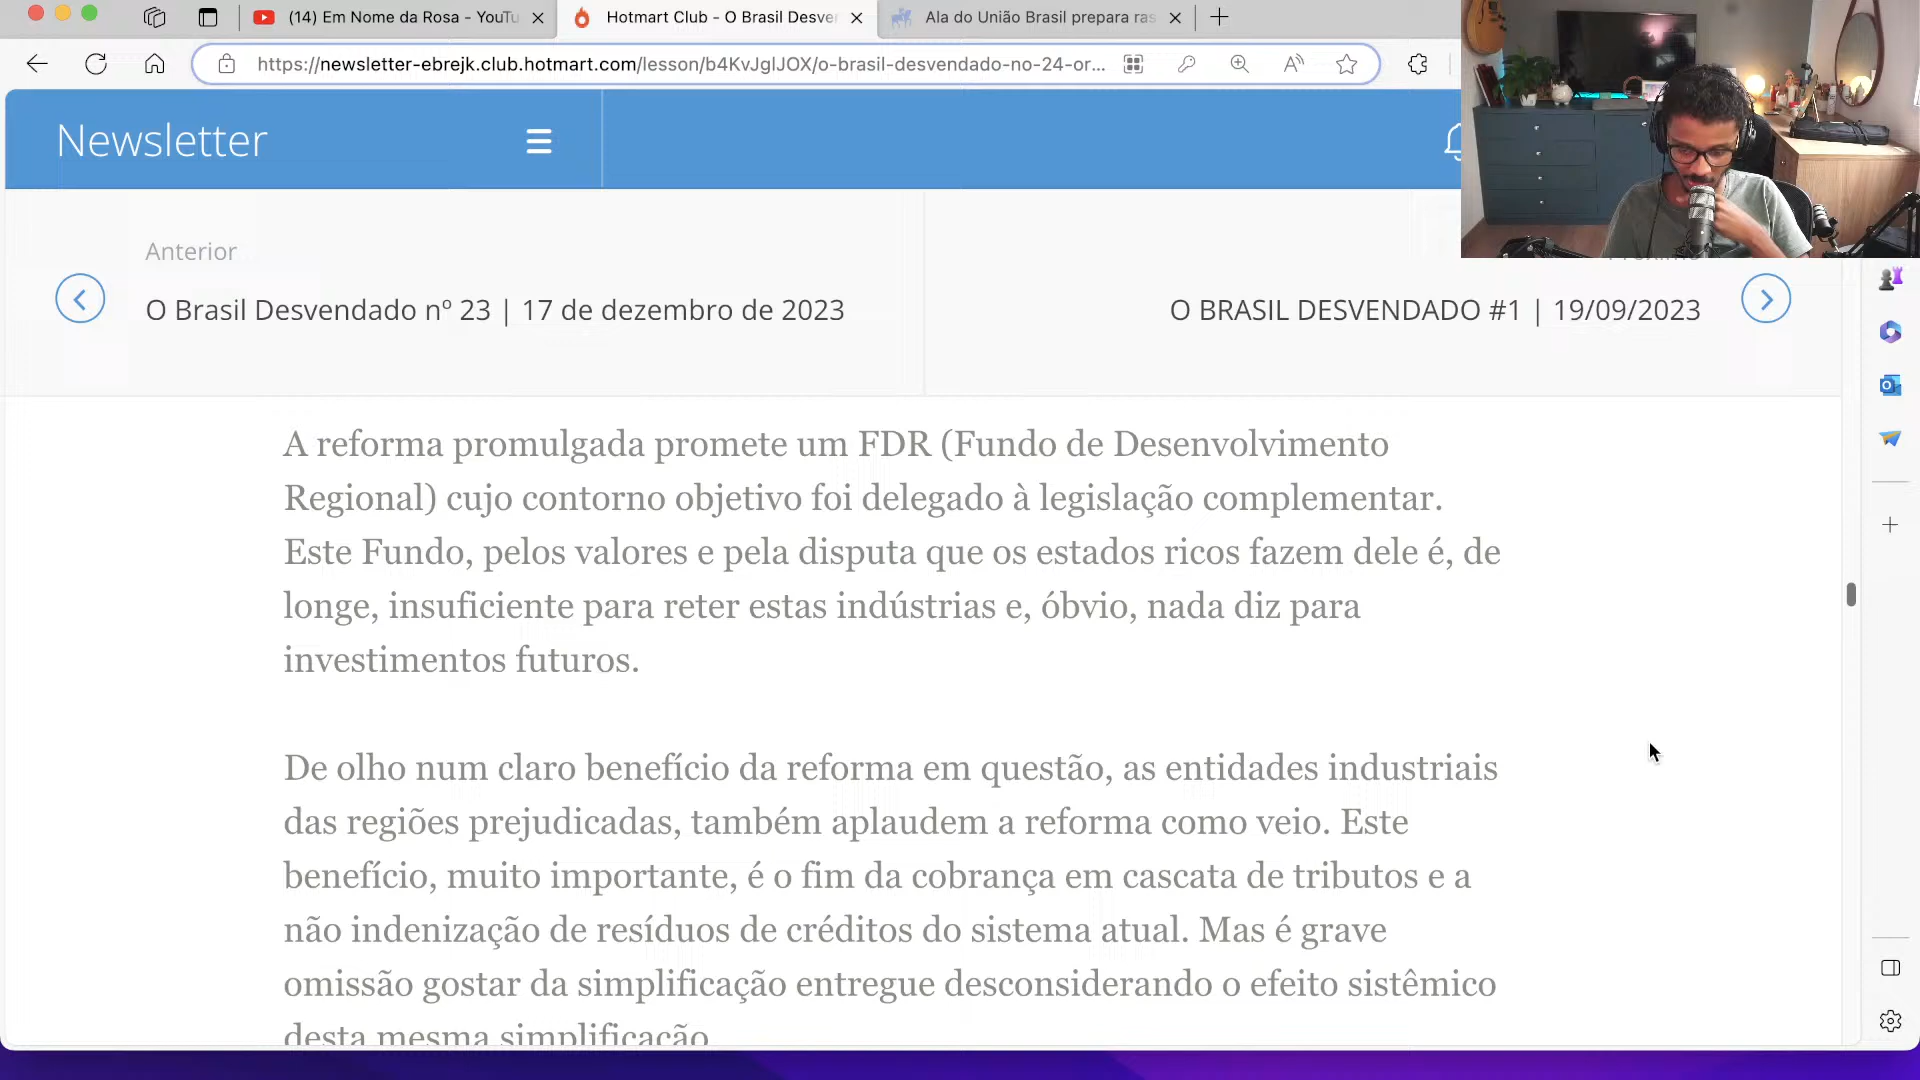 (14) Em Nome da Rosa - YouTu
Hotmart Club - O Brasil Desve
Ala do União Brasil prepara ras
https://newsletter-ebrejk.club.hotmart.com/lesson/b4KvJglJOX/o-brasil-desvendado-no-24-or...
Newsletter
Anterior
O Brasil Desvendado nº 23 | 17 de dezembro de 2023
O BRASIL DESVENDADO #1 | 19/09/2023
A reforma promulgada promete um FDR (Fundo de Desenvolvimento
Regional) cujo contorno objetivo foi delegado à legislação complementar.
Este Fundo, pelos valores e pela disputa que os estados ricos fazem dele é, de
longe, insuficiente para reter estas indústrias e, óbvio, nada diz para
investimentos futuros.
De olho num claro benefício da reforma em questão, as entidades industriais
das regiões prejudicadas, também aplaudem a reforma como veio. Este
benefício, muito importante, é o fim da cobrança em cascata de tributos e a
não indenização de resíduos de créditos do sistema atual. Mas é grave
omissão gostar da simplificação entregue desconsiderando o efeito sistêmico
desta mesma simplificação